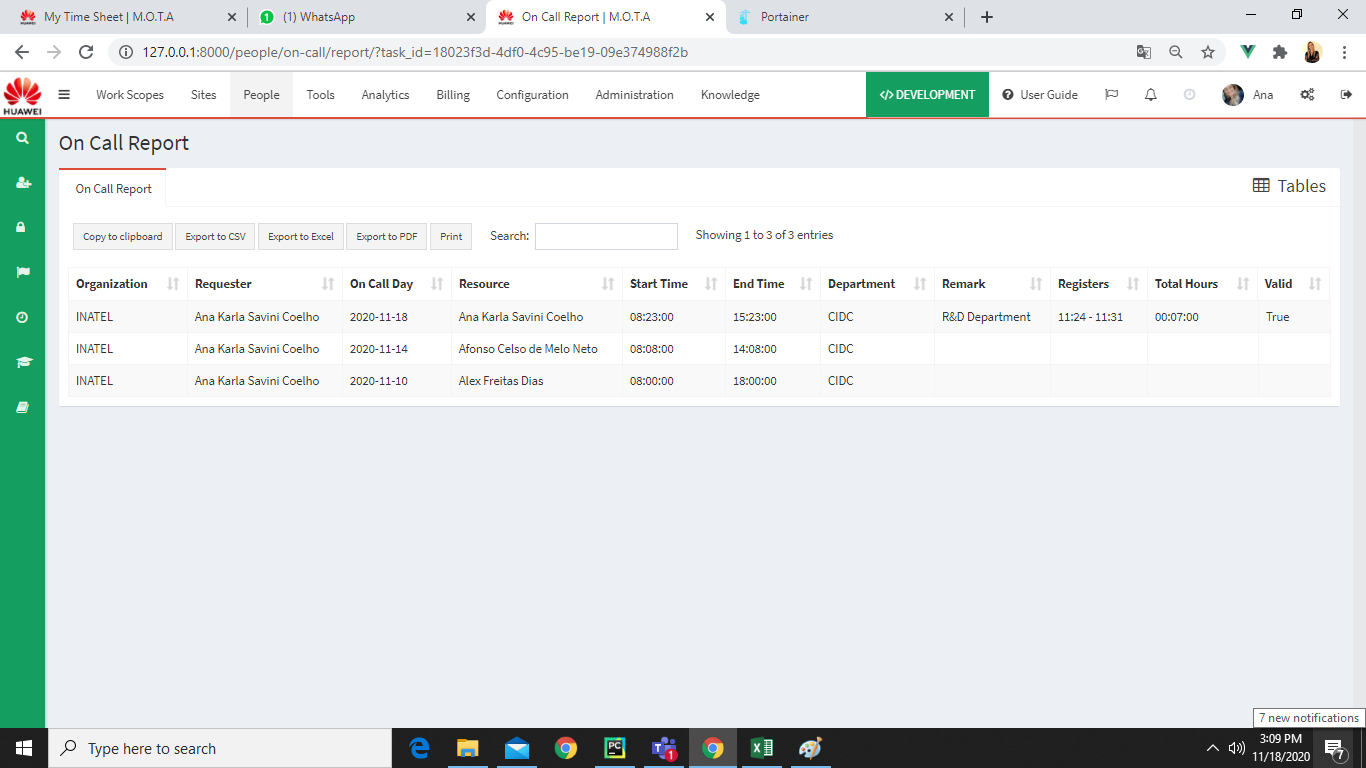 My Time Sheet | M.O.T.A
(1) WhatsApp
On Call Report | M.O.T.A
Portainer
127.0.0.1:8000/people/on-call/report/?task_id=18023f3d-4df0-4c95-be19-09e374988f2b
HUAWEI
Work Scopes Sites People Tools Analytics Billing Configuration Administration Knowledge </> DEVELOPMENT User Guide Ana
On Call Report
On Call Report
Tables
Copy to clipboard Export to CSV Export to Excel Export to PDF Print Search: Showing 1 to 3 of 3 entries
Organization Requester On Call Day Resource Start Time End Time Department Remark Registers Total Hours Valid
INATEL Ana Karla Savini Coelho 2020-11-18 Ana Karla Savini Coelho 08:23:00 15:23:00 CIDC R&D Department 11:24 - 11:31 00:07:00 True
INATEL Ana Karla Savini Coelho 2020-11-14 Afonso Celso de Melo Neto 08:08:00 14:08:00 CIDC
INATEL Ana Karla Savini Coelho 2020-11-10 Alex Freitas Dias 08:00:00 18:00:00 CIDC
7 new notifications
Type here to search
PC
1
3:09 PM
11/18/2020
7